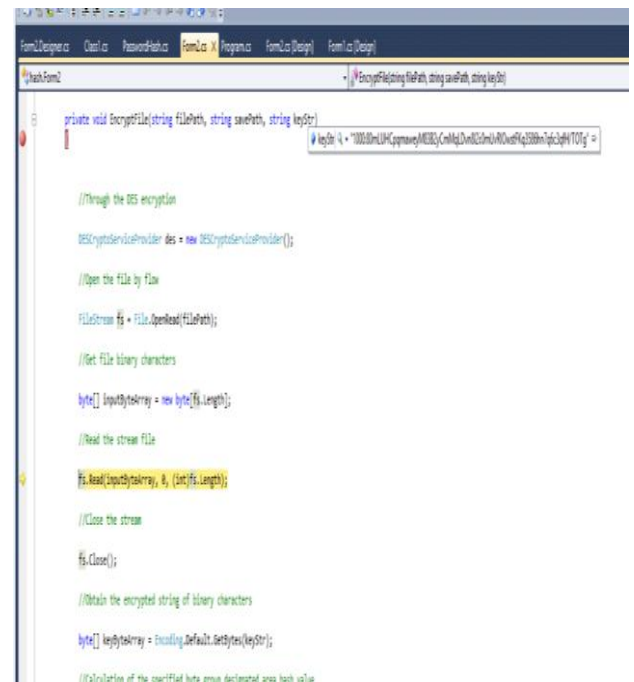 Form2.Designer.cs Class1.cs PasswordHash.cs Form2.cs X Program.cs Form2.cs [Design] Form1.cs [Design]
hash.Form2 EncryptFile(string filePath, string savePath, string keyStr)
private void EncryptFile(string filePath, string savePath, string keyStr)
{
keyStr
//Through the DES encryption
DESCryptoServiceProvider des = new DESCryptoServiceProvider();
//Open the file by flow
FileStream fs = File.OpenRead(filePath);
//Get file binary characters
byte[] inputByteArray = new byte[fs.Length];
//Read the stream file
fs.Read(inputByteArray, 0, (int)fs.Length);
//Close the stream
fs.Close();
//Obtain the encrypted string of binary characters
byte[] keyByteArray = Encoding.Default.GetBytes(keyStr);
//Calculation of the specified byte group designated area hash value